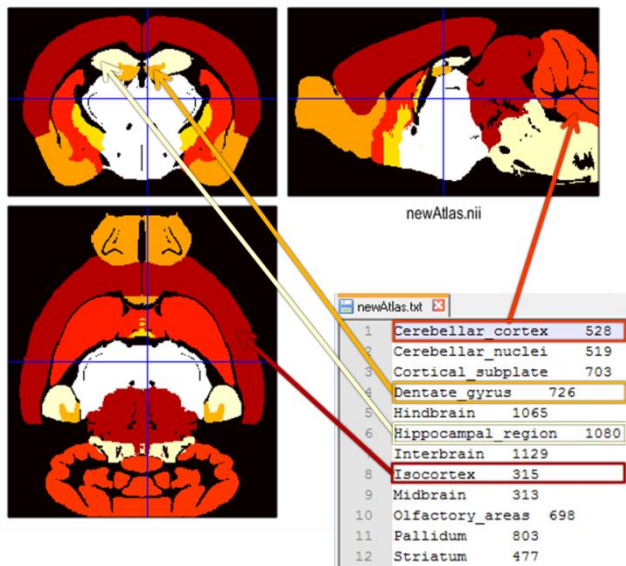 newAtlas.nii
newAtlas.txt
1 Cerebellar_cortex 528
2 Cerebellar_nuclei 519
3 Cortical_subplate 703
4 Dentate_gyrus 726
5 Hindbrain 1065
6 Hippocampal_region 1080
Interbrain 1129
8 Isocortex 315
9 Midbrain 313
10 Olfactory_areas 698
11 Pallidum 803
12 Striatum 477